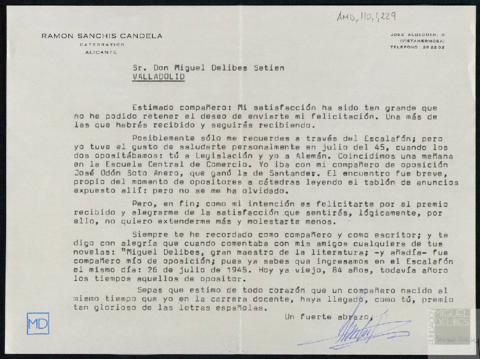 AMD, 110, 1, 229
RAMON SANCHIS CANDELA
CATEDRATICO
ALICANTE
JOSE ALDEGUER, 8
(VISTAHERMOSA)
TELEFONO
Sr. Don Miguel Delibes Setien
VALLADOLID
Estimado compañero: Mi satisfacción ha sido tan grande que
no he podido retener el deseo de enviarte mi felicitación. Una más de
las que habrás recibido y seguirás recibiendo.
Posiblemente sólo me recuerdes a través del Escalafón; pero
yo tuve el gusto de saludarte personalmente en julio del 45, cuando
los dos opositábamos: tú a Legislación y yo a Alemán. Coincidimos una mañana
en la Escuela Central de Comercio. Yo iba con mi compañero de oposición
José Odón Soto Anero, que ganó la de Santander. El encuentro fue breve,
propio del momento de opositores a cátedras leyendo el tablón de anuncios
expuesto allí; pero no se me ha olvidado.
Pero, en fin; como mi intención es felicitarte por el premio
recibido y alegrarme de la satisfacción que sentirás, lógicamente, por
ello, no quiero extenderme más y molestarte menos.
Siempre te he recordado como compañero y como escritor; y te
digo con alegría que cuando comentaba con mis amigos cualquiera de tus
novelas: "Miguel Delibes, gran maestro de la literatura; -y añadía- fue
compañero mío de oposición; pues ya sabes que ingresamos en el Escalafón
el mismo día: 26 de julio de 1945. Hoy ya viejo, 84 años, todavía añoro
los tiempos aquellos de opositor.
Sepas que estimo de todo corazón que un compañero nacido al
mismo tiempo que yo en la carrera docente, haya llegado, como tú, premio
tan glorioso de las letras españolas.
Un fuerte abrazo,
MD